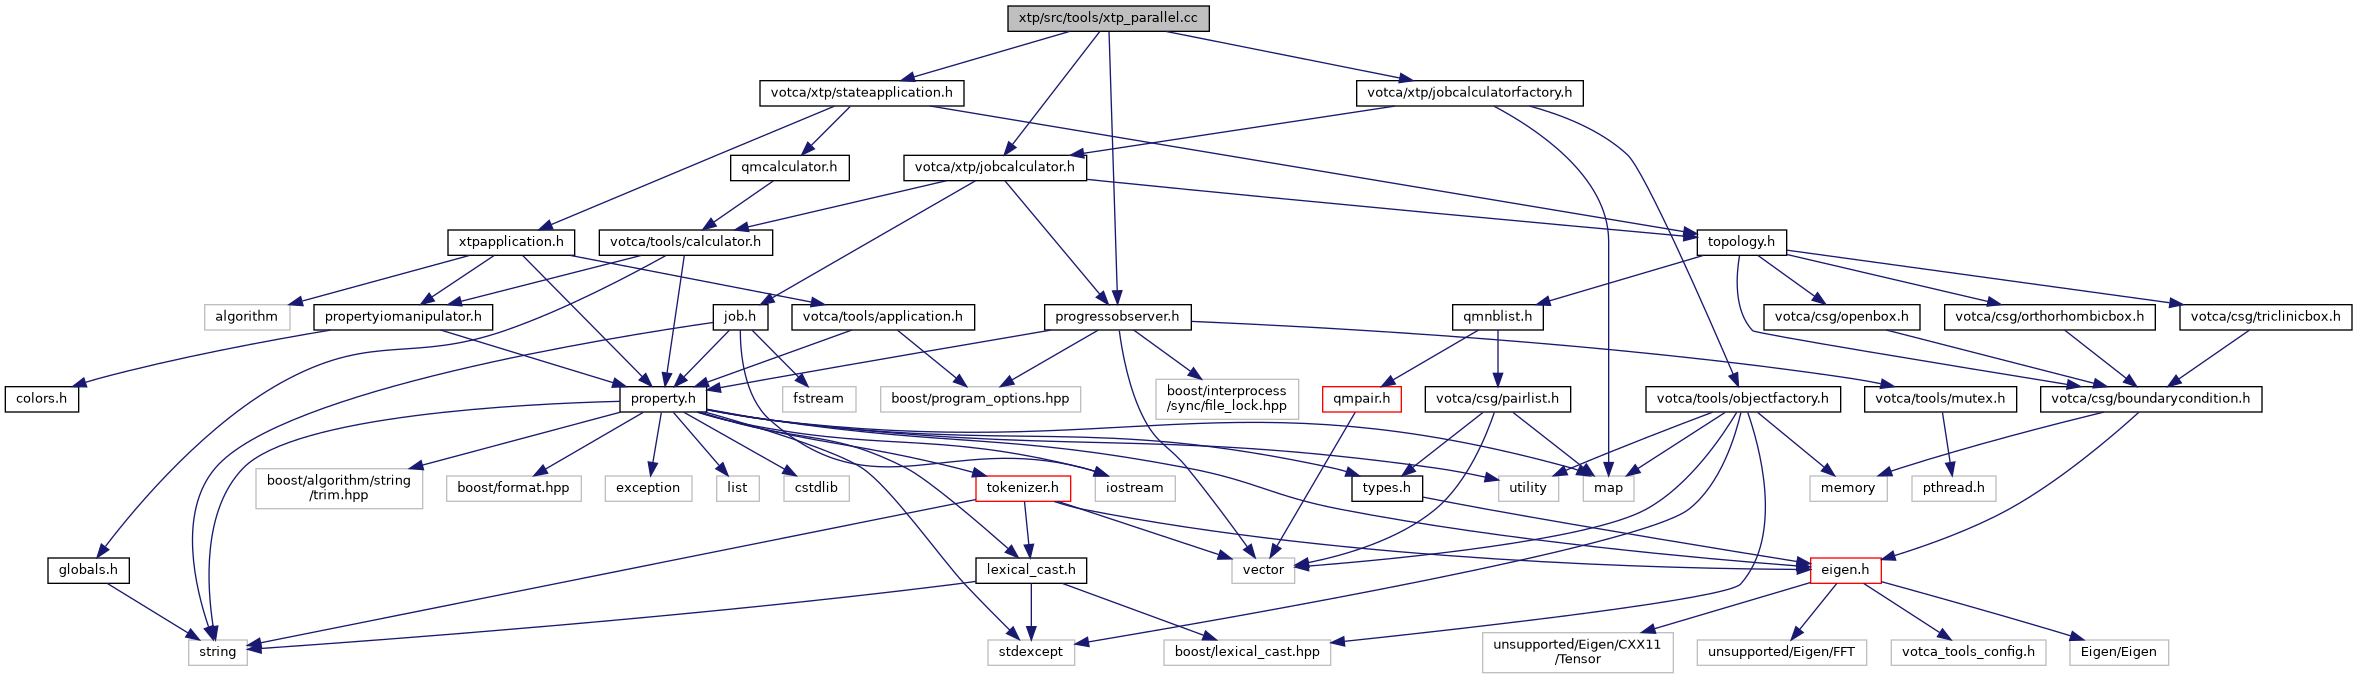 xtp/src/tools/xtp_parallel.cc
votca/xtp/stateapplication.h
votca/xtp/jobcalculatorfactory.h
qmcalculator.h
votca/xtp/jobcalculator.h
xtpapplication.h
votca/tools/calculator.h
topology.h
algorithm
propertyiomanipulator.h
job.h
votca/tools/application.h
progressobserver.h
qmnblist.h
votca/csg/openbox.h
votca/csg/orthorhombicbox.h
votca/csg/triclinicbox.h
colors.h
property.h
fstream
boost/program_options.hpp
boost/interprocess
/sync/file_lock.hpp
qmpair.h
votca/csg/pairlist.h
votca/tools/objectfactory.h
votca/tools/mutex.h
votca/csg/boundarycondition.h
boost/algorithm/string
/trim.hpp
boost/format.hpp
exception
list
cstdlib
tokenizer.h
iostream
types.h
utility
map
memory
pthread.h
globals.h
lexical_cast.h
vector
eigen.h
string
stdexcept
boost/lexical_cast.hpp
unsupported/Eigen/CXX11
/Tensor
unsupported/Eigen/FFT
votca_tools_config.h
Eigen/Eigen